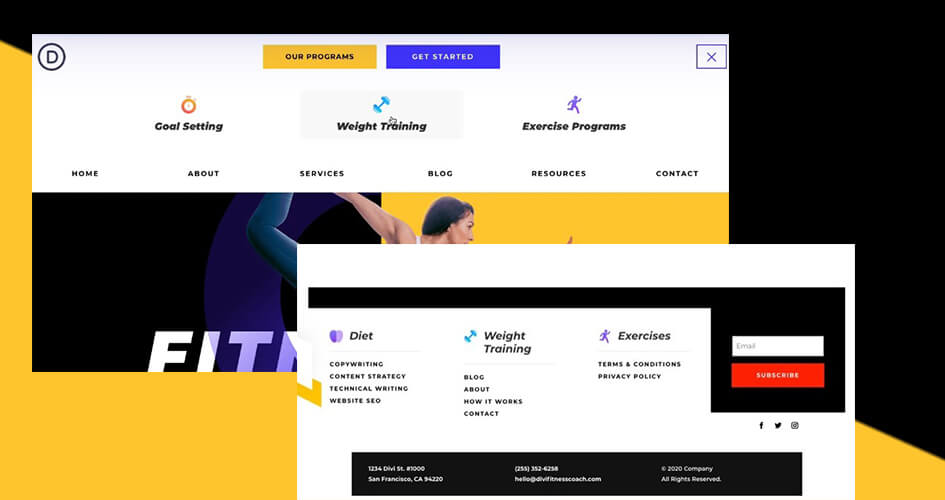 D
OUR PROGRAMS
GET STARTED
Goal Setting
Weight Training
Exercise Programs
HOME
ABOUT
SERVICES
BLOG
RESOURCES
CONTACT
FITN
Diet
COPYWRITING
CONTENT STRATEGY
TECHNICAL WRITING
WEBSITE SEO
Weight
Training
BLOG
ABOUT
HOW IT WORKS
CONTACT
Exercises
TERMS & CONDITIONS
PRIVACY POLICY
Email
SUBSCRIBE
1234 Divi St. #1000
San Francisco, CA 94220
(255) 352-6258
hello@divifitnesscoach.com
© 2020 Company
All Rights Reserved.